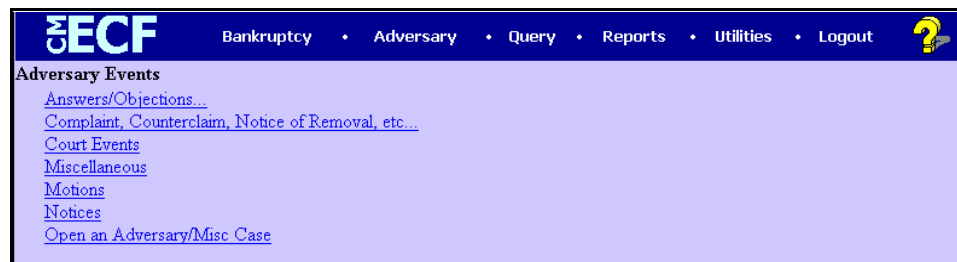 CM ECF Bankruptcy • Adversary • Query • Reports • Utilities • Logout ?
Adversary Events
Answers/Objections...
Complaint, Counterclaim, Notice of Removal, etc...
Court Events
Miscellaneous
Motions
Notices
Open an Adversary/Misc Case